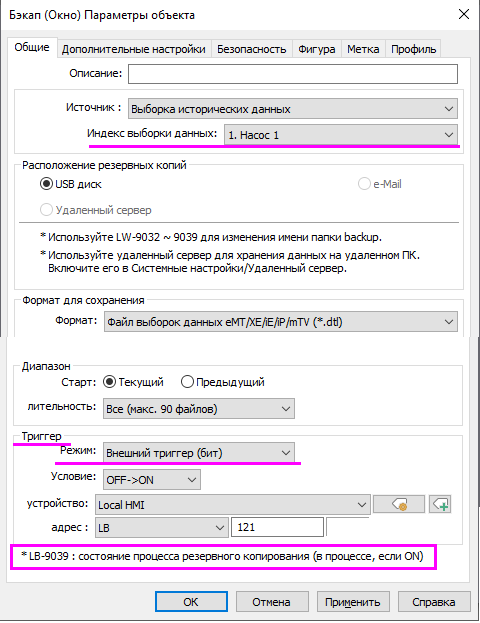 Бэкап (Окно) Параметры объекта
Общие Дополнительные настройки Безопасность Фигура Метка Профиль
Описание:
Источник : Выборка исторических данных
Индекс выборки данных: 1. Насос 1
Расположение резервных копий
USB диск e-Mail
Удаленный сервер
* Используйте LW-9032 ~ 9039 для изменения имени папки backup.
* Используйте удаленный сервер для хранения данных на удаленном ПК.
Включите его в Системные настройки/Удаленный сервер.
Формат для сохранения
Формат: Файл выборок данных eMT/XE/iE/iP/mTV (*.dtl)
Диапазон
Старт: Текущий Предыдущий
лительность: Все (макс. 90 файлов)
Триггер
Режим: Внешний триггер (бит)
Условие: OFF->ON
устройство: Local HMI
адрес : LB 121
* LB-9039 : состояние процесса резервного копирования (в процессе, если ON)
ОК Отмена Применить Справка